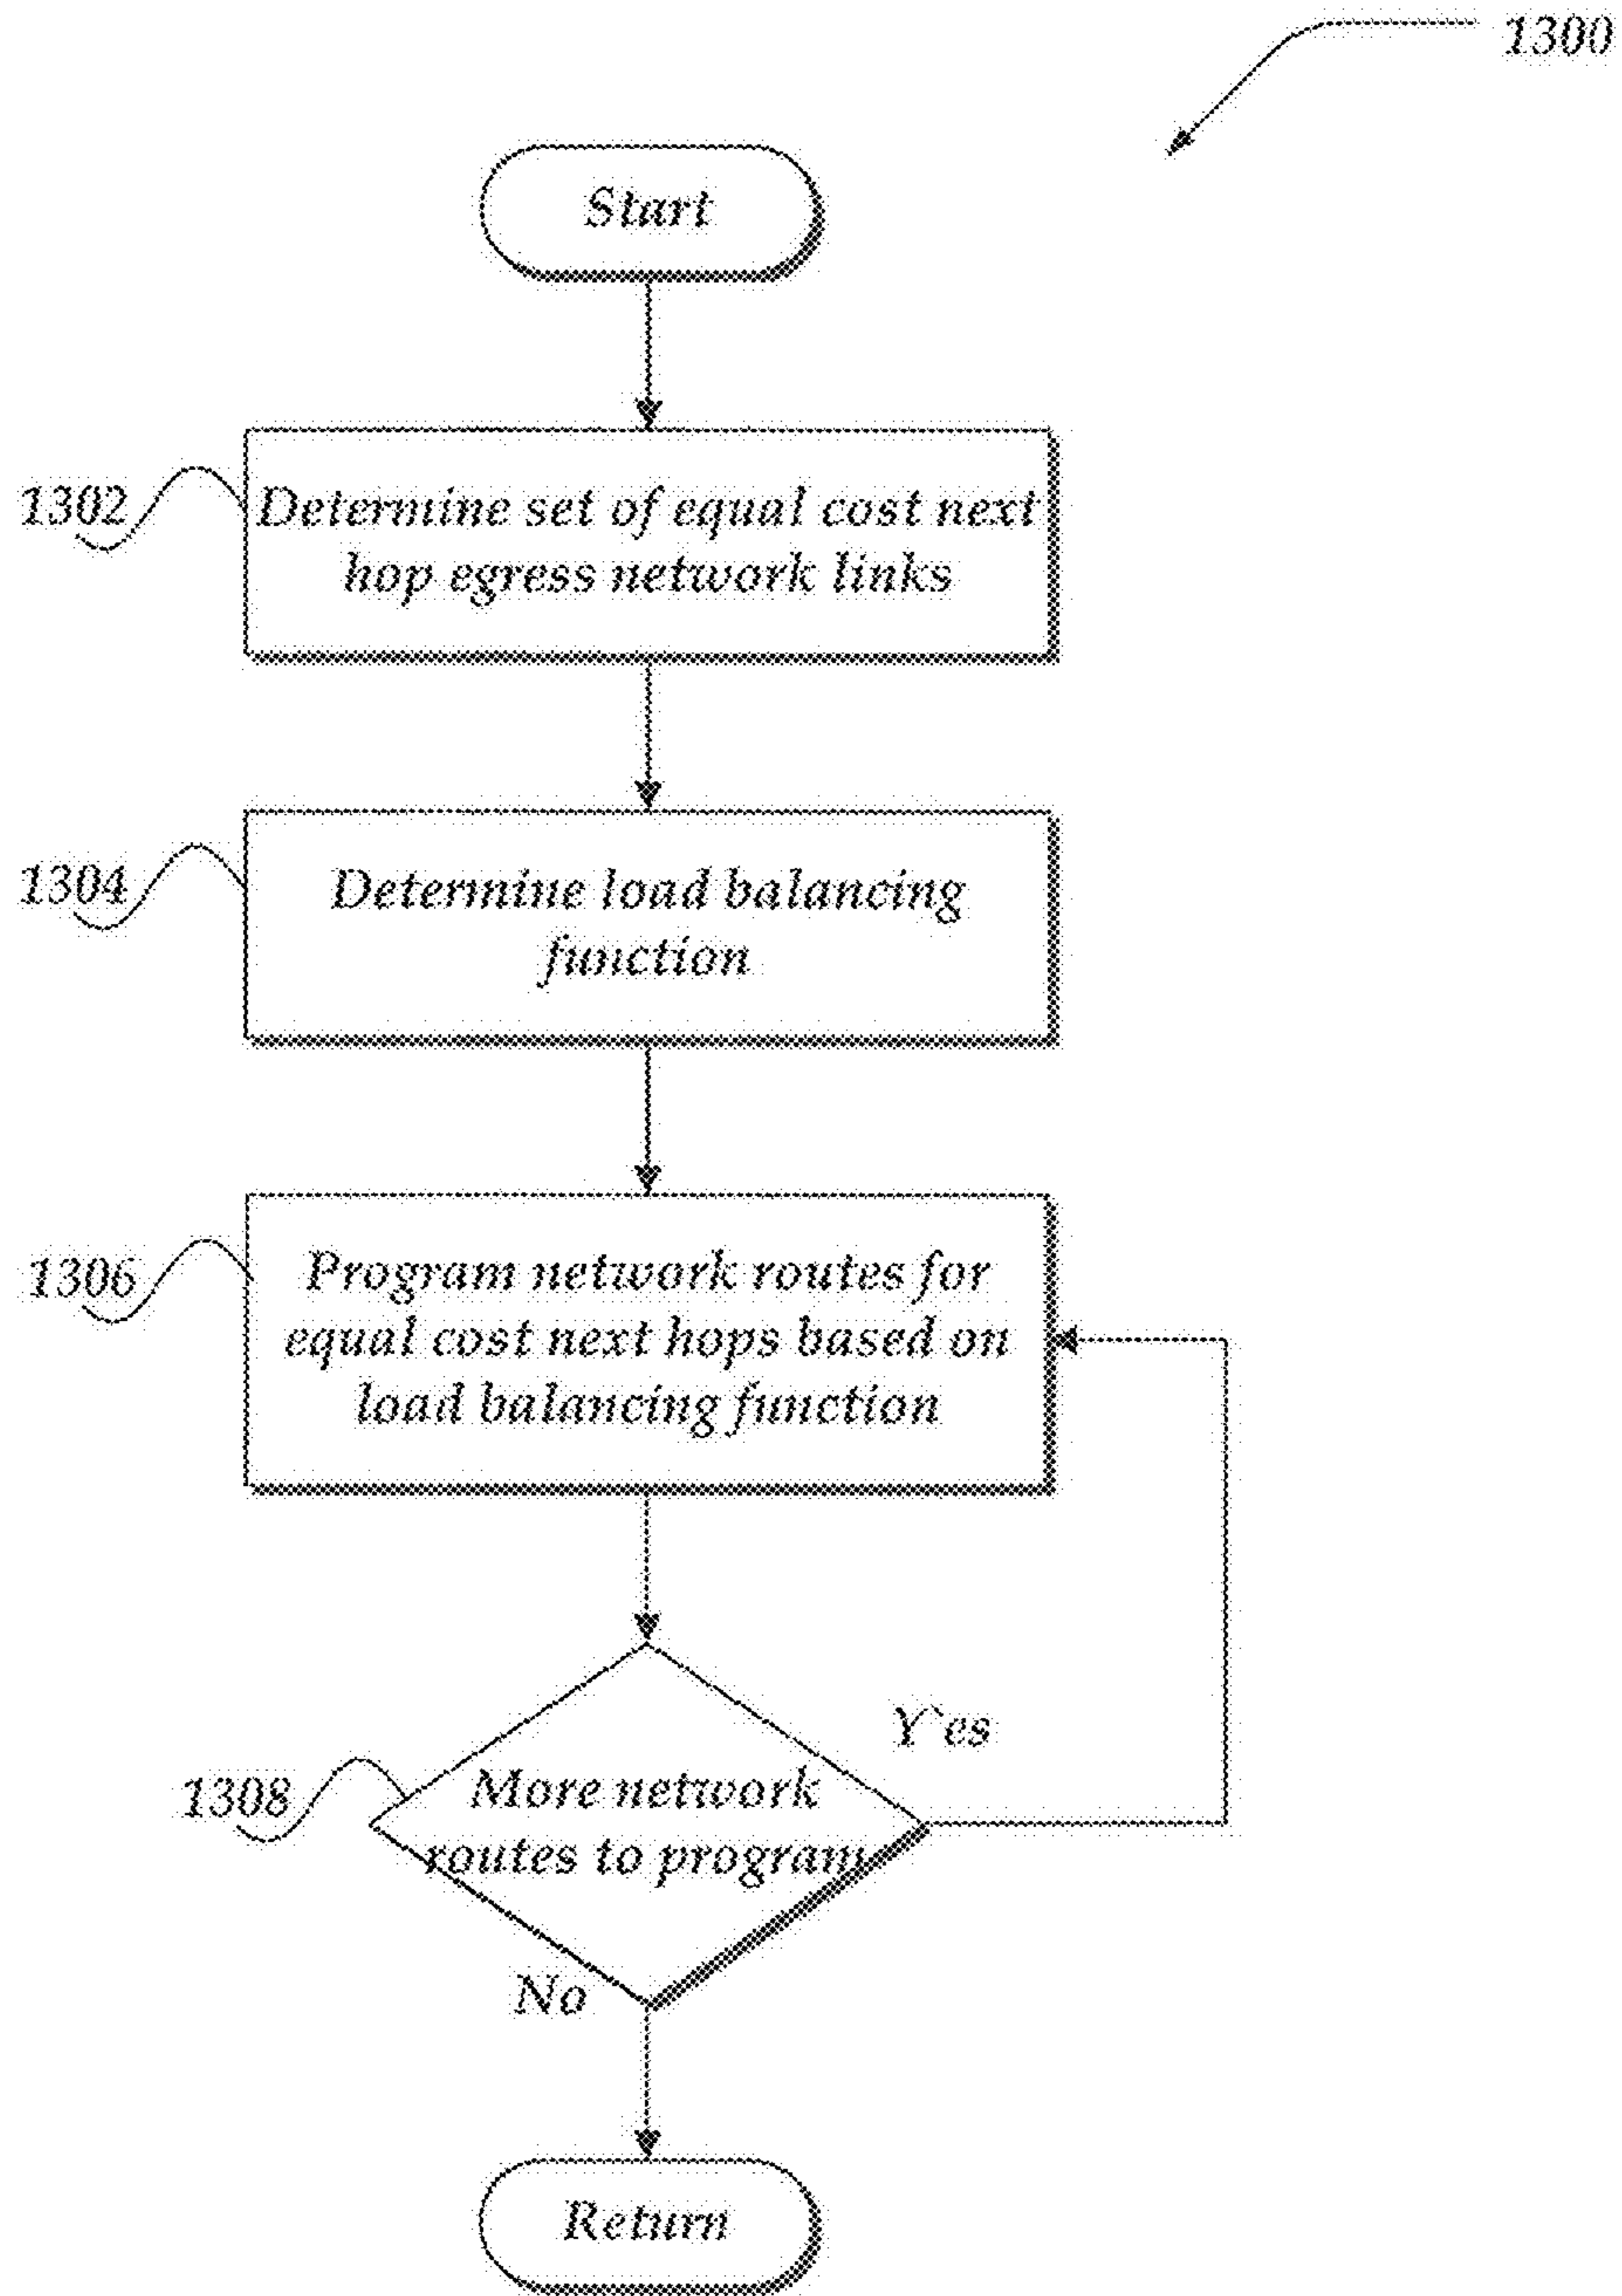 1300
Start
1302
Determine set of equal cost next
hop egress network links
1304
Determine load balancing
function
1306
Program network routes for
equal cost next hops based on
load balancing function
Yes
1308
More network
routes to program
No
Return